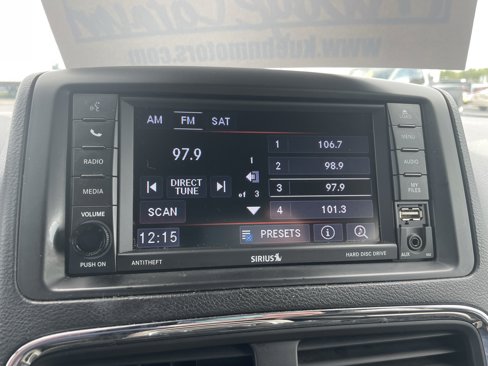 www.kuehnmotors.com
LOAD
AM FM SAT
MENU
RADIO
97.9
1 106.7
2 98.9
3 97.9
4 101.3
1
of 3
AUDIO
MEDIA
DIRECT
TUNE
MY
FILES
VOLUME
SCAN
12:15
PRESETS
PUSH ON
ANTITHEFT
SIRIUS
HARD DISC DRIVE
AUX